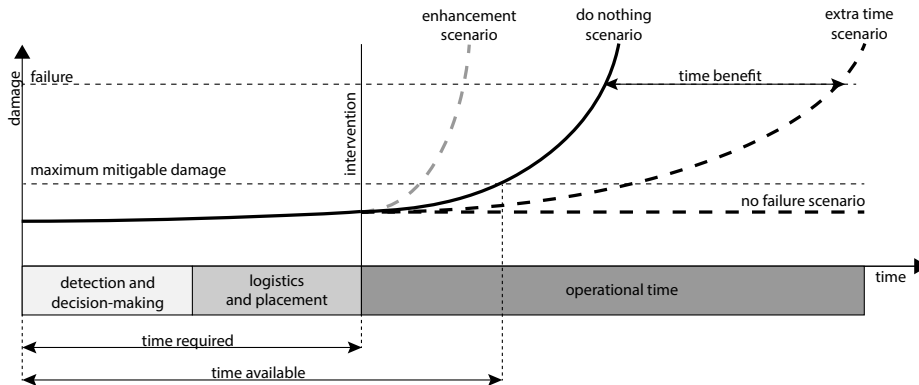 enhancement
scenario
do nothing
scenario
extra time
scenario
damage
failure
time benefit
intervention
maximum mitigable damage
no failure scenario
detection and
decision-making
logistics
and placement
operational time
time
time required
time available